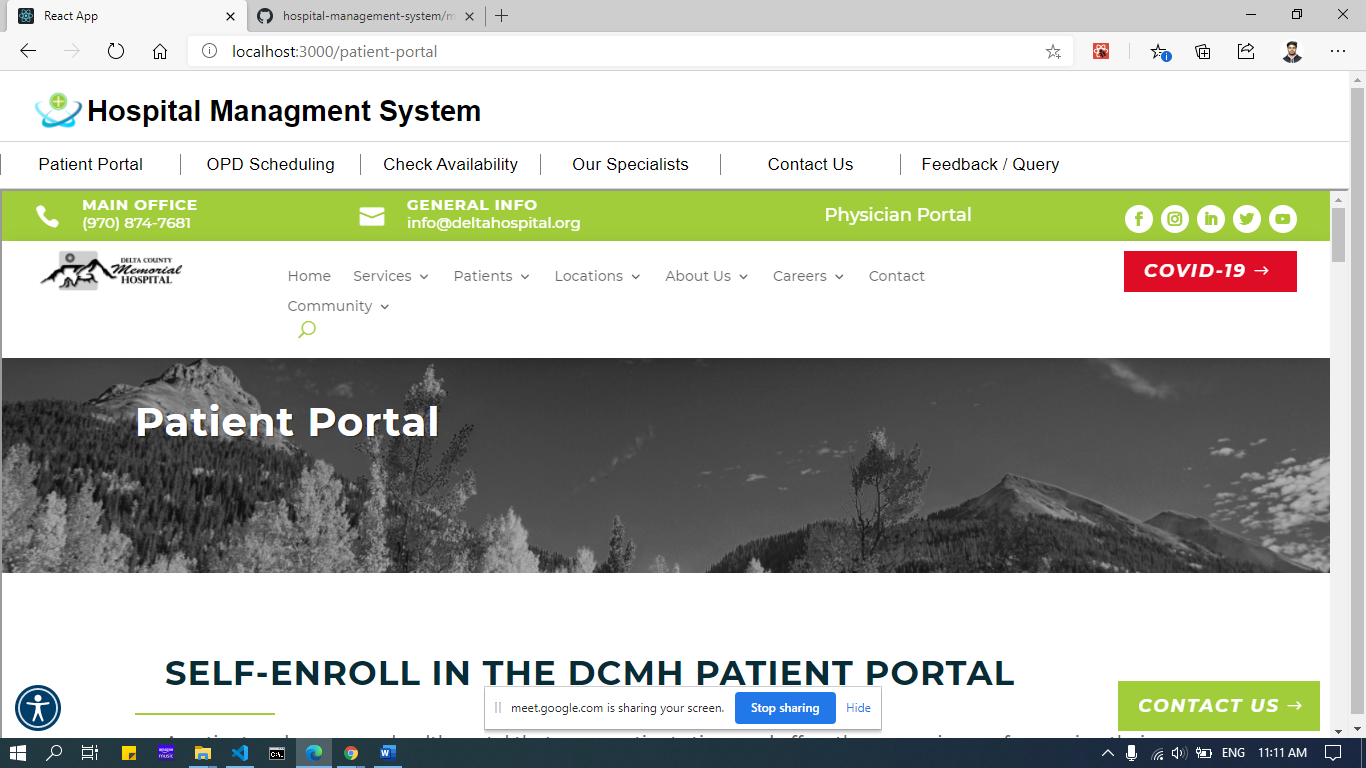 React App
hospital-management-system/m
localhost:3000/patient-portal
Hospital Managment System
Patient Portal
OPD Scheduling
Check Availability
Our Specialists
Contact Us
Feedback / Query
MAIN OFFICE
(970) 874-7681
GENERAL INFO
info@deltahospital.org
Physician Portal
DELTA COUNTY
Memorial
HOSPITAL
Home
Services
Patients
Locations
About Us
Careers
Contact
Community
COVID-19 →
Patient Portal
SELF-ENROLL IN THE DCMH PATIENT PORTAL
CONTACT US →
meet.google.com is sharing your screen.
Stop sharing
Hide
amazon
music
ENG
11:11 AM